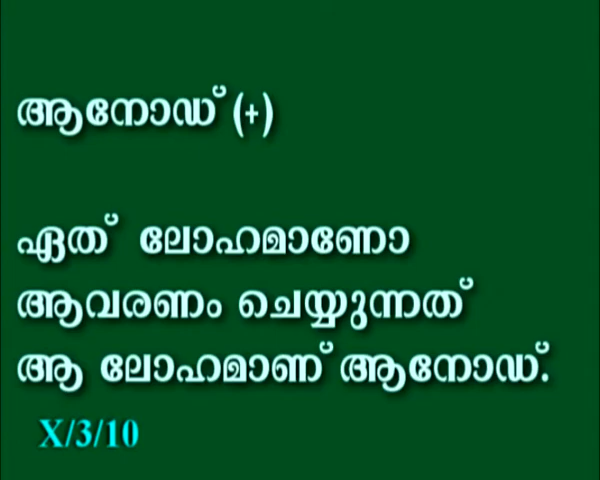 ആനോഡ് (+)
ഏത് ലോഹമാണോ
ആവരണം ചെയ്യുന്നത്
ആ ലോഹമാണ് ആനോഡ്.
X/3/10